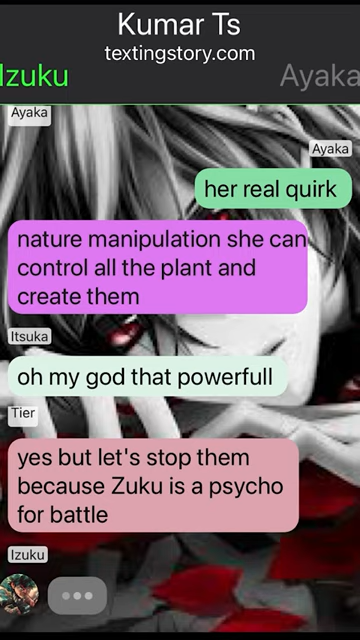 Kumar Ts
textingstory.com
Izuku
Ayaka
Ayaka
Ayaka
her real quirk
nature manipulation she can
control all the plant and
create them
Itsuka
oh my god that powerfull
Tier
yes but let's stop them
because Zuku is a psycho
for battle
Izuku